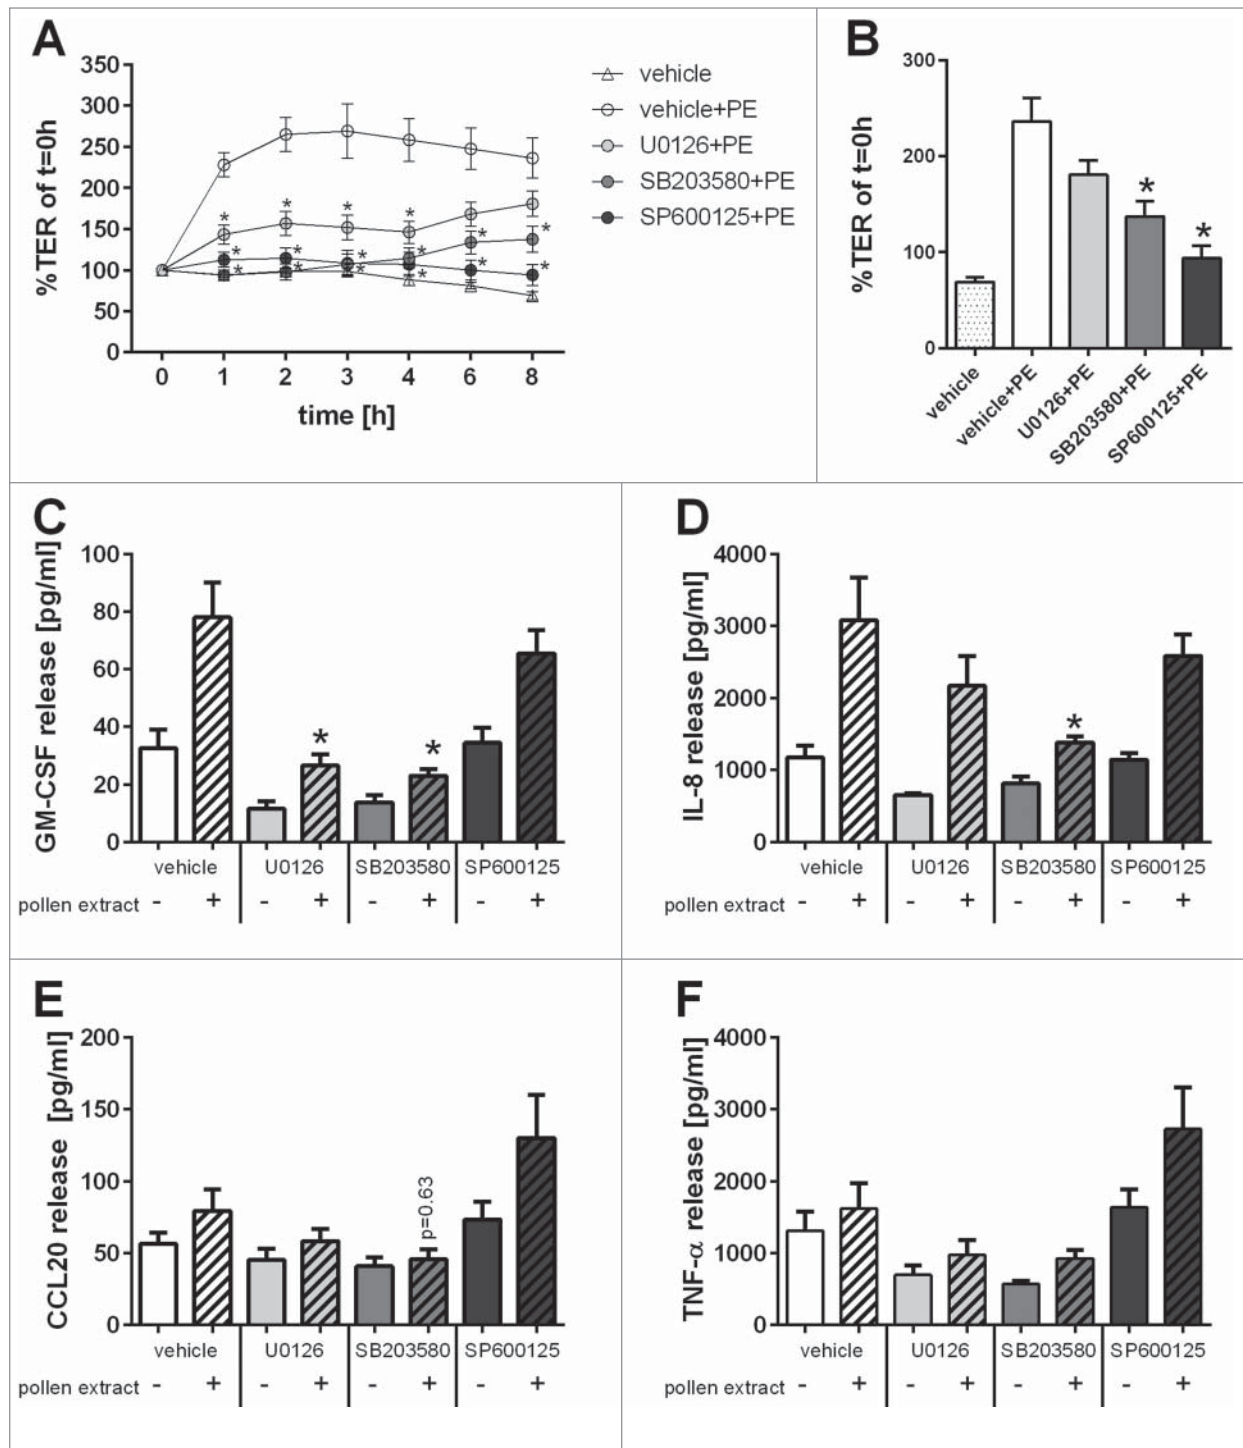 A
%TER of t=0h
350
300
250
200
150
100
50
0
* * * *
* * * * * *
* * * * * *
0 1 2 3 4 6 8
time [h]
vehicle
vehicle+PE
U0126+PE
SB203580+PE
SP600125+PE
B
%TER of t=0h
300
200
100
0
*
*
vehicle
vehicle+PE
U0126+PE
SB203580+PE
SP600125+PE
C
GM-CSF release [pg/ml]
100
80
60
40
20
0
* *
vehicle U0126 SB203580 SP600125
pollen extract - + - + - + - +
D
IL-8 release [pg/ml]
4000
3000
2000
1000
0
*
vehicle U0126 SB203580 SP600125
pollen extract - + - + - + - +
E
CCL20 release [pg/ml]
200
150
100
50
0
p=0.63
vehicle U0126 SB203580 SP600125
pollen extract - + - + - + - +
F
TNF-α release [pg/ml]
4000
3000
2000
1000
0
vehicle U0126 SB203580 SP600125
pollen extract - + - + - + - +